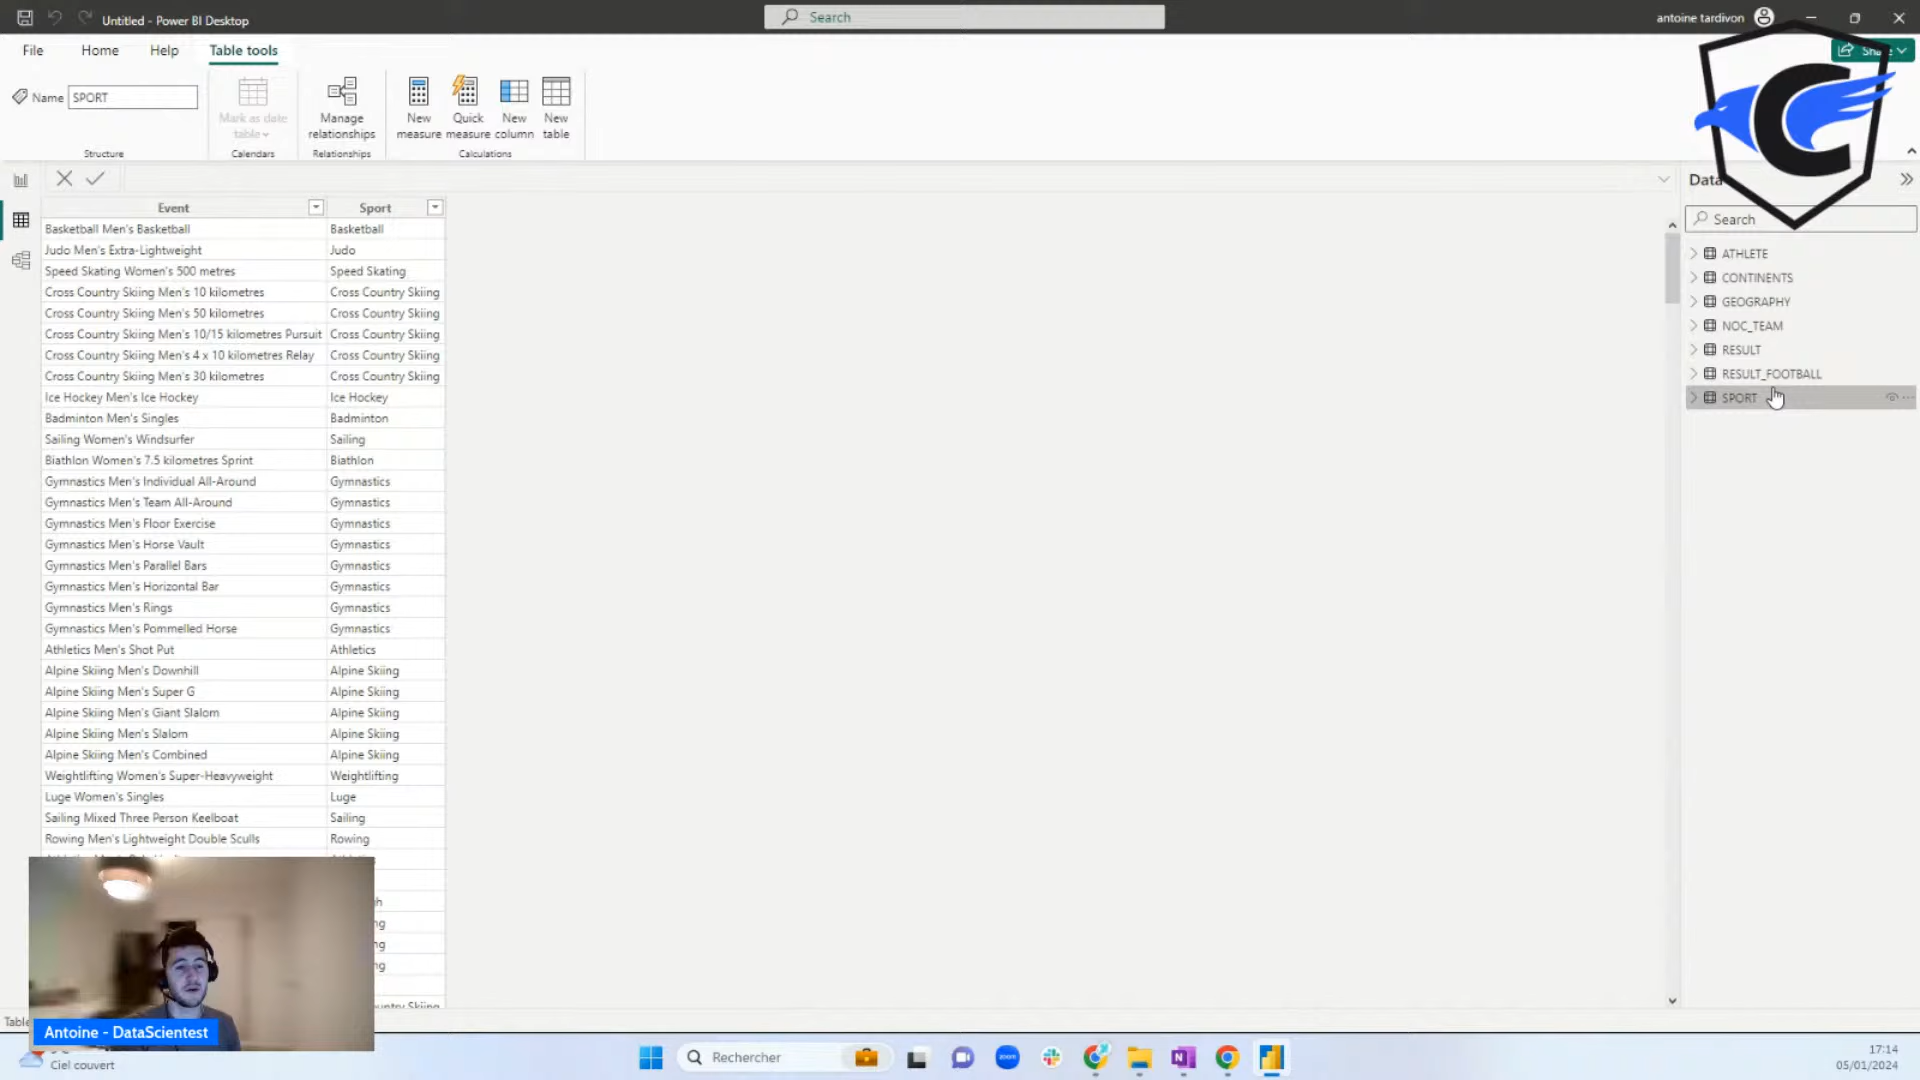 Untitled - Power BI Desktop
Search
antoine tardivon
File
Home
Help
Table tools
Share
Name
SPORT
Mark as date
table
Manage
relationships
New
measure
Quick
measure
New
column
New
table
Structure
Calendars
Relationships
Calculations
C
Data
Search
ATHLETE
CONTINENTS
GEOGRAPHY
NOC_TEAM
RESULT
RESULT_FOOTBALL
SPORT
Event Sport
Basketball Men's Basketball Basketball
Judo Men's Extra-Lightweight Judo
Speed Skating Women's 500 metres Speed Skating
Cross Country Skiing Men's 10 kilometres Cross Country Skiing
Cross Country Skiing Men's 50 kilometres Cross Country Skiing
Cross Country Skiing Men's 10/15 kilometres Pursuit Cross Country Skiing
Cross Country Skiing Men's 4 x 10 kilometres Relay Cross Country Skiing
Cross Country Skiing Men's 30 kilometres Cross Country Skiing
Ice Hockey Men's Ice Hockey Ice Hockey
Badminton Men's Singles Badminton
Sailing Women's Windsurfer Sailing
Biathlon Women's 7.5 kilometres Sprint Biathlon
Gymnastics Men's Individual All-Around Gymnastics
Gymnastics Men's Team All-Around Gymnastics
Gymnastics Men's Floor Exercise Gymnastics
Gymnastics Men's Horse Vault Gymnastics
Gymnastics Men's Parallel Bars Gymnastics
Gymnastics Men's Horizontal Bar Gymnastics
Gymnastics Men's Rings Gymnastics
Gymnastics Men's Pommelled Horse Gymnastics
Athletics Men's Shot Put Athletics
Alpine Skiing Men's Downhill Alpine Skiing
Alpine Skiing Men's Super G Alpine Skiing
Alpine Skiing Men's Giant Slalom Alpine Skiing
Alpine Skiing Men's Slalom Alpine Skiing
Alpine Skiing Men's Combined Alpine Skiing
Weightlifting Women's Super-Heavyweight Weightlifting
Luge Women's Singles Luge
Sailing Mixed Three Person Keelboat Sailing
Rowing Men's Lightweight Double Sculls Rowing
h
ng
ng
ng
Country Skiing
Table
Antoine - DataScientest
Ciel couvert
Rechercher
zoom
N
17:14
05/01/2024